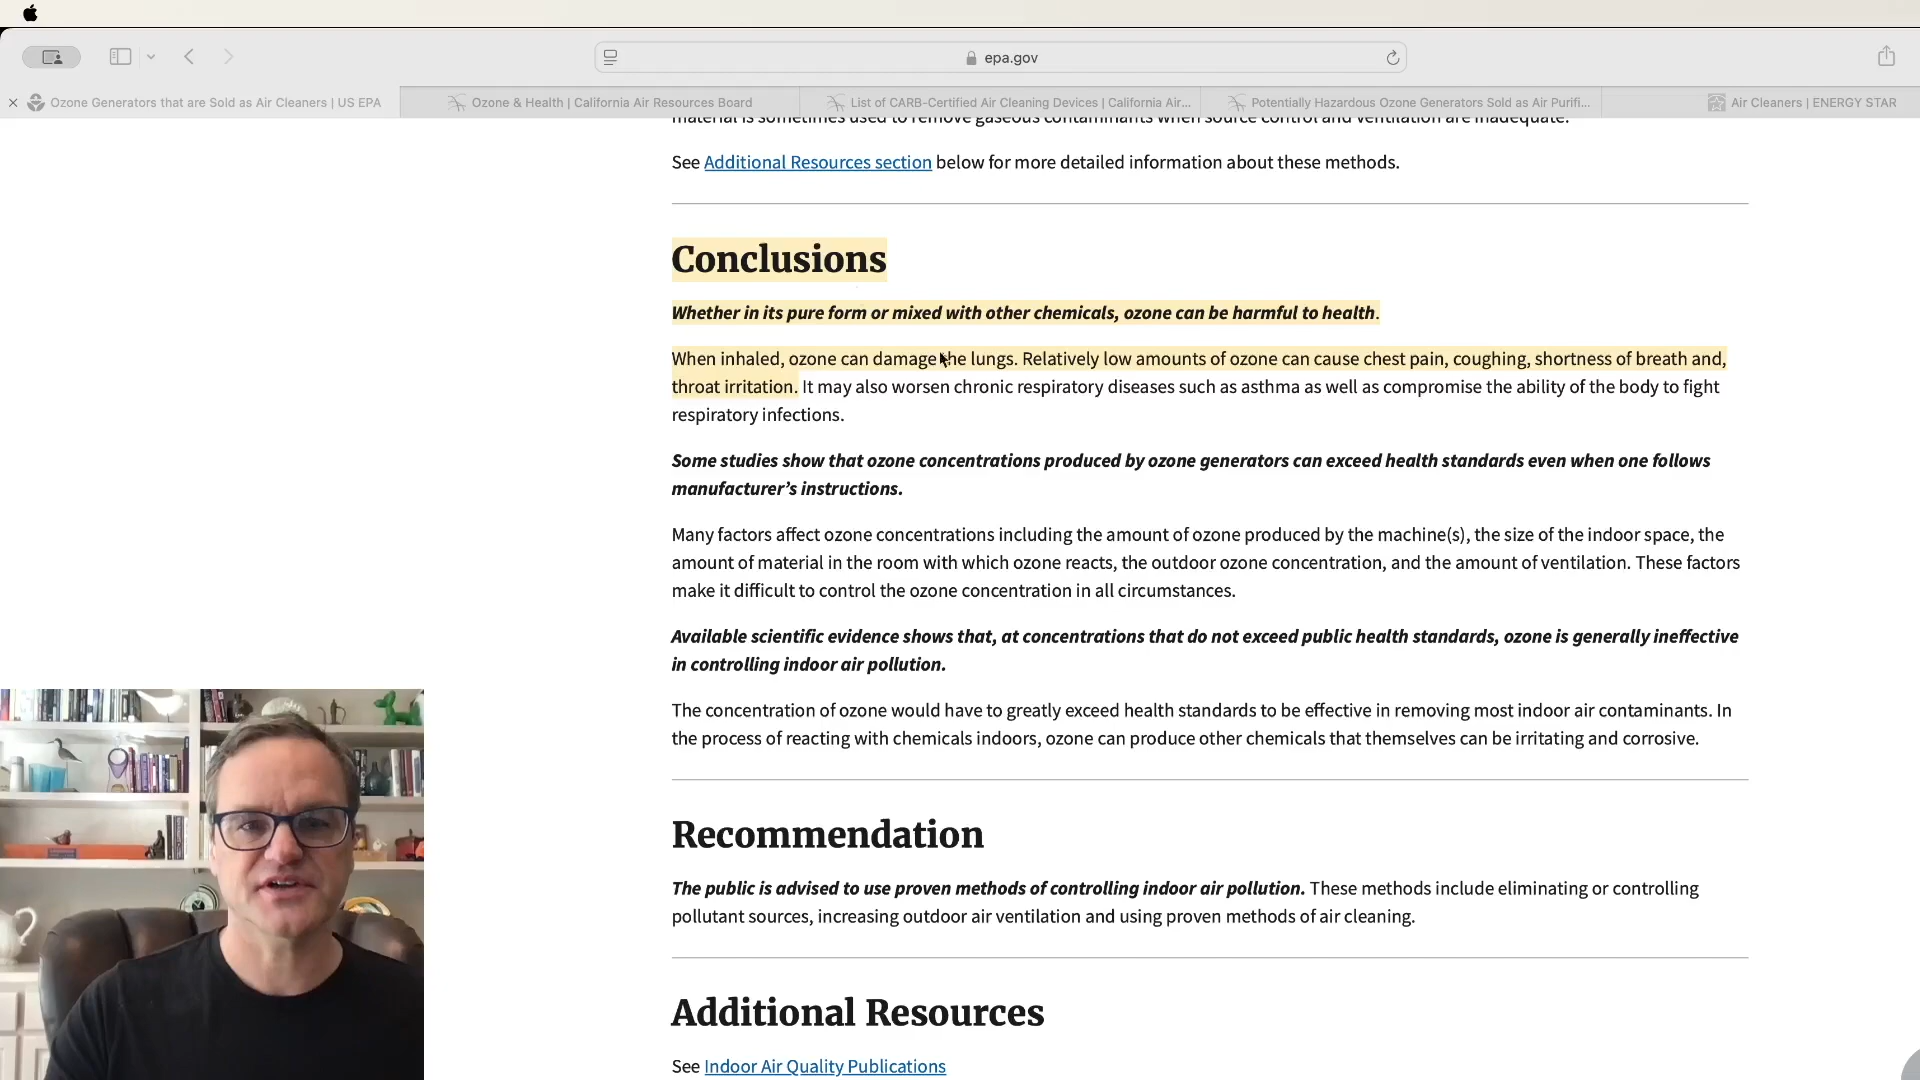 epa.gov
Ozone Generators that are Sold as Air Cleaners | US EPA
Ozone & Health | California Air Resources Board
List of CARB-Certified Air Cleaning Devices | California Air...
Potentially Hazardous Ozone Generators Sold as Air Purifi...
Air Cleaners | ENERGY STAR
material is sometimes used to remove gaseous contaminants when source control and ventilation are inadequate.
See Additional Resources section below for more detailed information about these methods.
Conclusions
Whether in its pure form or mixed with other chemicals, ozone can be harmful to health.
When inhaled, ozone can damage the lungs. Relatively low amounts of ozone can cause chest pain, coughing, shortness of breath and,
throat irritation. It may also worsen chronic respiratory diseases such as asthma as well as compromise the ability of the body to fight
respiratory infections.
Some studies show that ozone concentrations produced by ozone generators can exceed health standards even when one follows
manufacturer’s instructions.
Many factors affect ozone concentrations including the amount of ozone produced by the machine(s), the size of the indoor space, the
amount of material in the room with which ozone reacts, the outdoor ozone concentration, and the amount of ventilation. These factors
make it difficult to control the ozone concentration in all circumstances.
Available scientific evidence shows that, at concentrations that do not exceed public health standards, ozone is generally ineffective
in controlling indoor air pollution.
The concentration of ozone would have to greatly exceed health standards to be effective in removing most indoor air contaminants. In
the process of reacting with chemicals indoors, ozone can produce other chemicals that themselves can be irritating and corrosive.
Recommendation
The public is advised to use proven methods of controlling indoor air pollution. These methods include eliminating or controlling
pollutant sources, increasing outdoor air ventilation and using proven methods of air cleaning.
Additional Resources
See Indoor Air Quality Publications